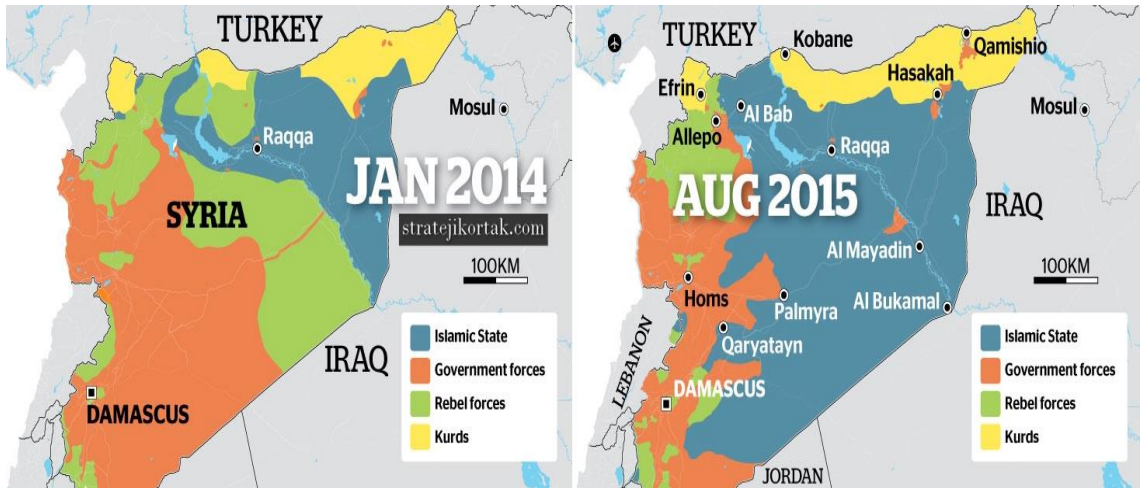 TURKEY
Mosul
Raqqa
JAN 2014
stratejikortak.com
SYRIA
100KM
IRAQ
DAMASCUS
Islamic State
Government forces
Rebel forces
Kurds
TURKEY
Kobane
Qamishio
Efrin
Hasakah
Al Bab
Mosul
Allepo
Raqqa
AUG 2015
IRAQ
Al Mayadin
100KM
Homs
Palmyra
Al Bukamal
Qaryatayn
LEBANON
DAMASCUS
JORDAN
Islamic State
Government forces
Rebel forces
Kurds